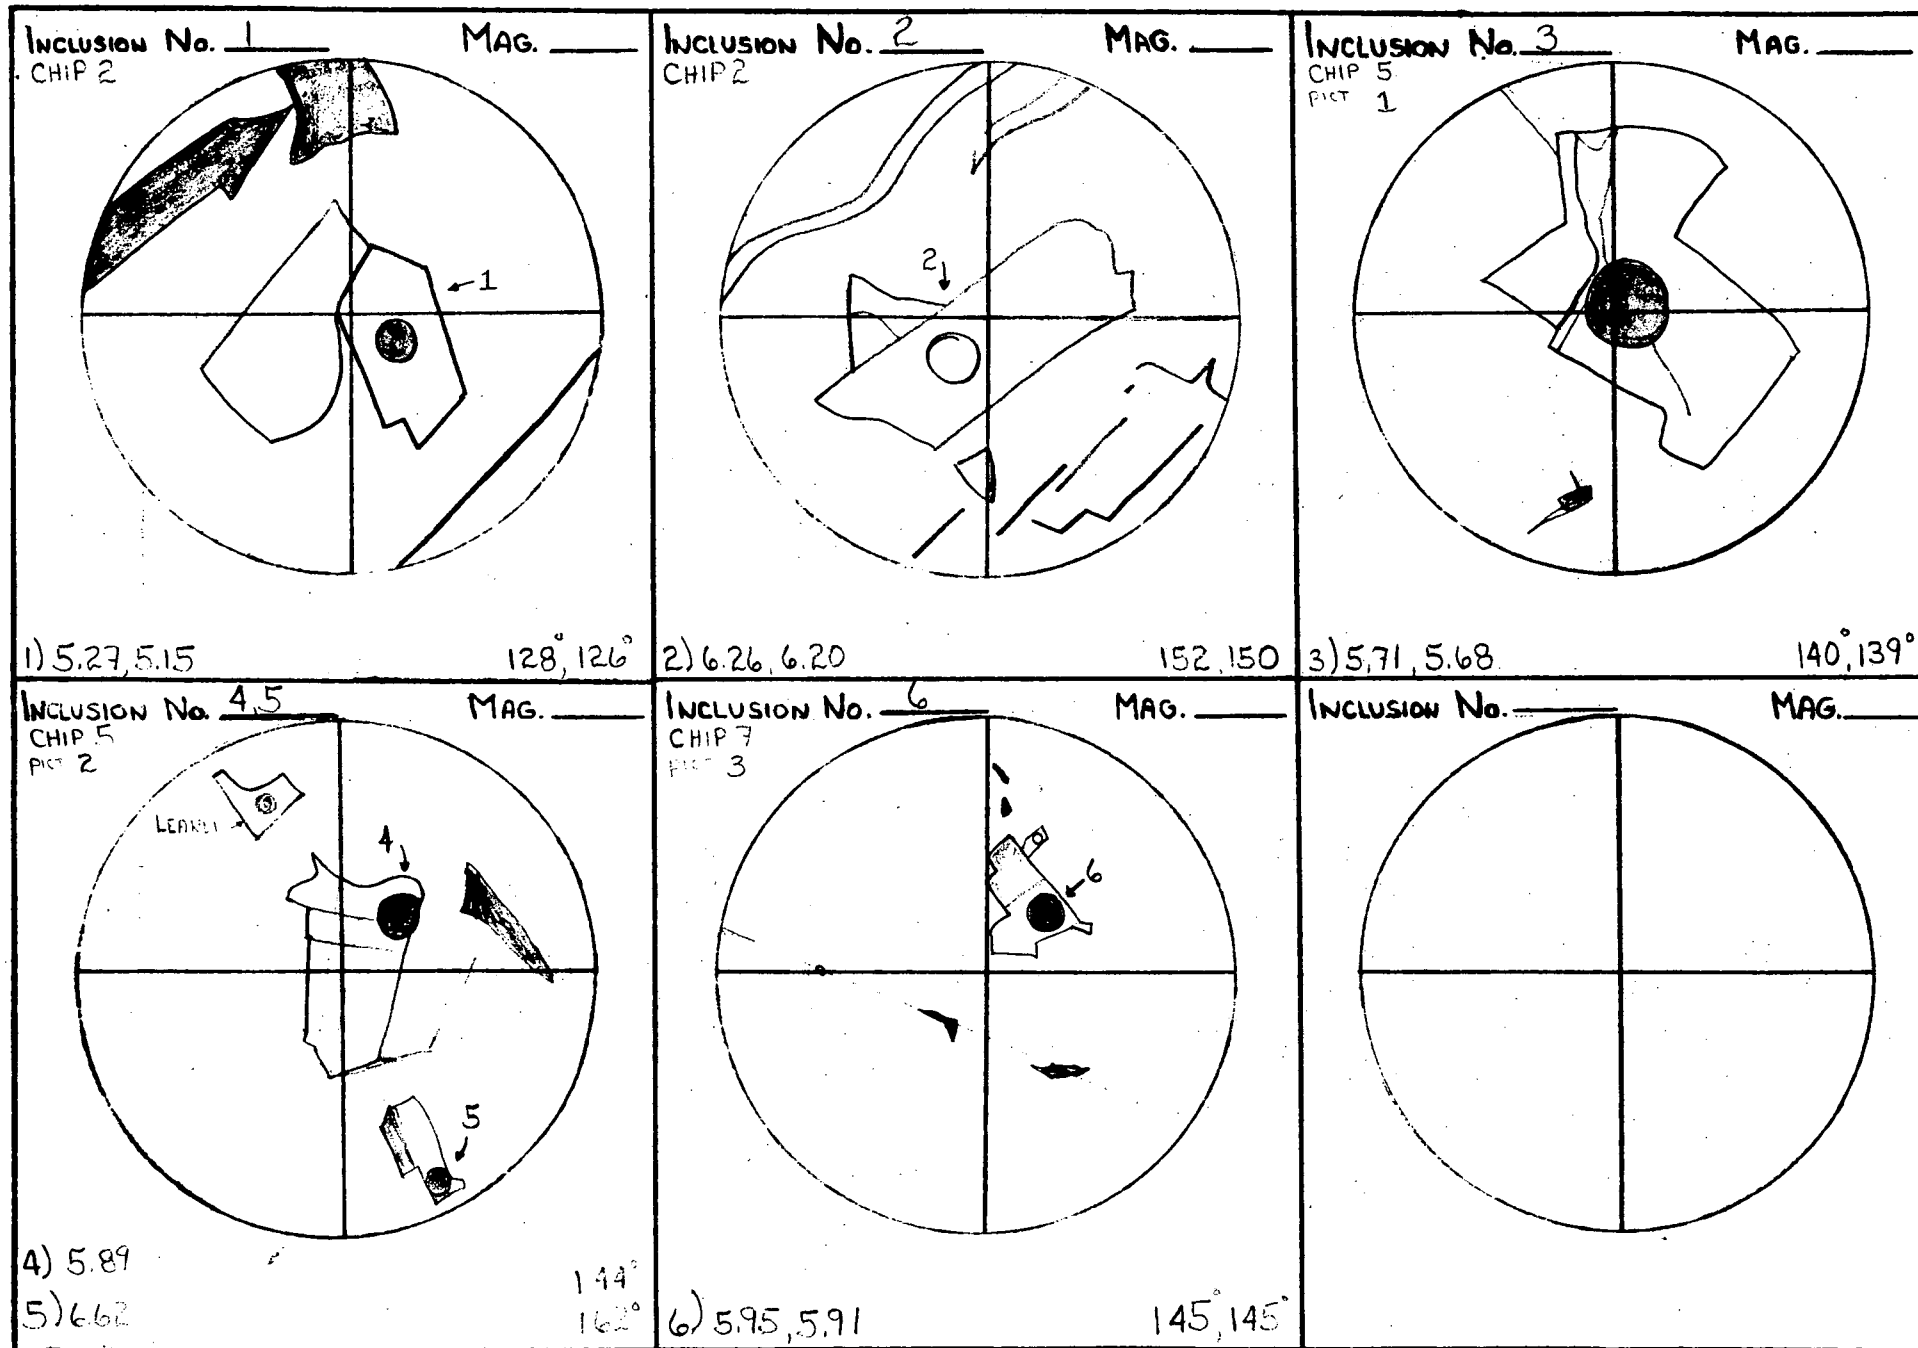 INCLUSION No. 1 MAG.
CHIP 2
1
1) 5.27, 5.15 128°, 126°
INCLUSION No. 2 MAG.
CHIP 2
2
2) 6.26, 6.20 152, 150
INCLUSION No. 3 MAG.
CHIP 5
PICT 1
3) 5.71, 5.68 140°, 139°
INCLUSION No. 4,5 MAG.
CHIP 5
PICT 2
4
5
4) 5.89 144°
5) 6.62 162°
INCLUSION No. 6 MAG.
CHIP 7
PICT 3
6
6) 5.95, 5.91 145°, 145°
INCLUSION No. MAG.